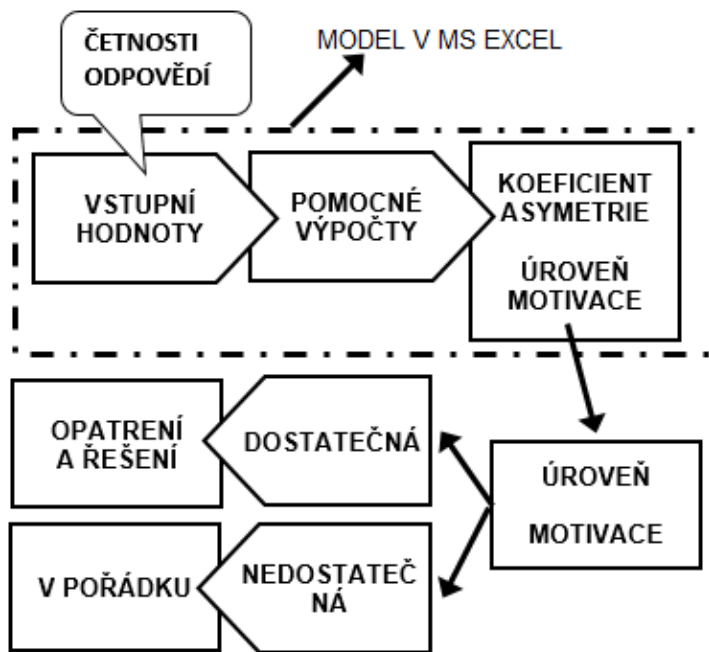 ČETNOSTI
ODPOVĚDÍ
MODEL V MS EXCEL
VSTUPNÍ
HODNOTY
POMOCNÉ
VÝPOČTY
KOEFICIENT
ASYMETRIE
ÚROVEŇ
MOTIVACE
OPATRENÍ
A ŘEŠENÍ
DOSTATEČNÁ
ÚROVEŇ
MOTIVACE
V POŘÁDKU
NEDOSTATEČ
NÁ